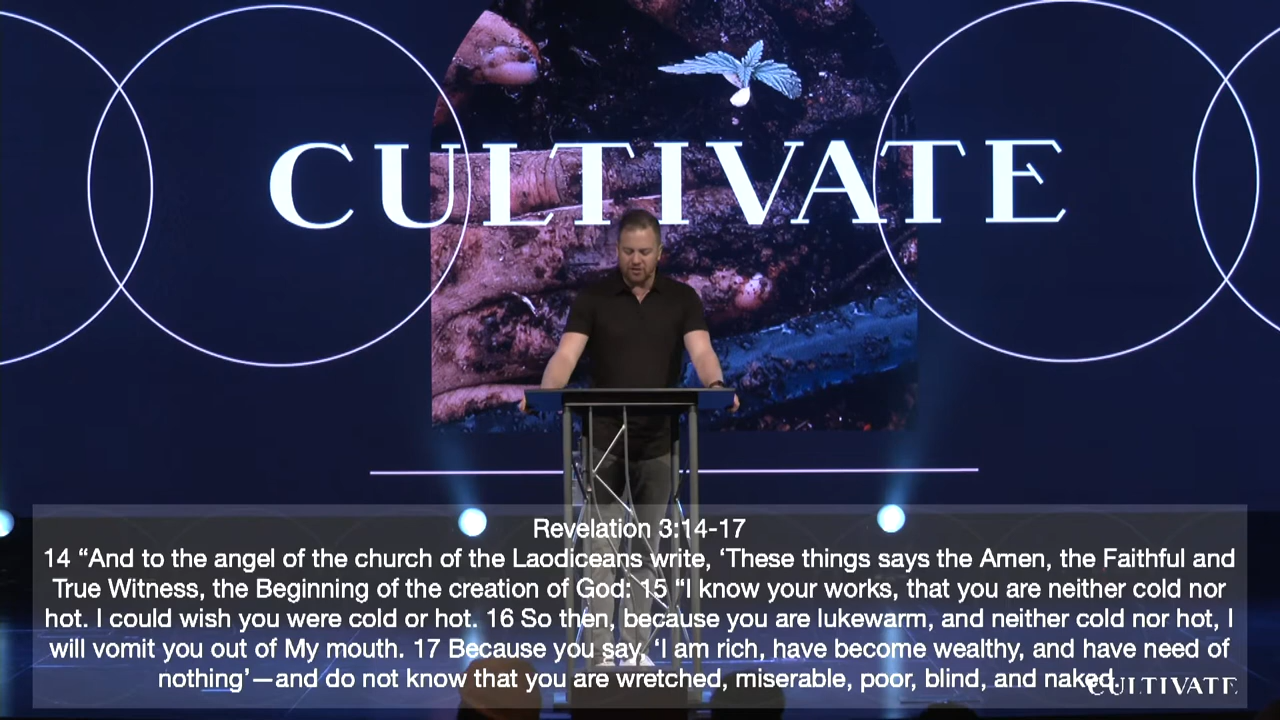 CULTIVATE
Revelation 3:14-17
14 “And to the angel of the church of the Laodiceans write, ‘These things says the Amen, the Faithful and
True Witness, the Beginning of the creation of God: 15 “I know your works, that you are neither cold nor
hot. I could wish you were cold or hot. 16 So then, because you are lukewarm, and neither cold nor hot, I
will vomit you out of My mouth. 17 Because you say, ‘I am rich, have become wealthy, and have need of
nothing’—and do not know that you are wretched, miserable, poor, blind, and naked
CULTIVATE